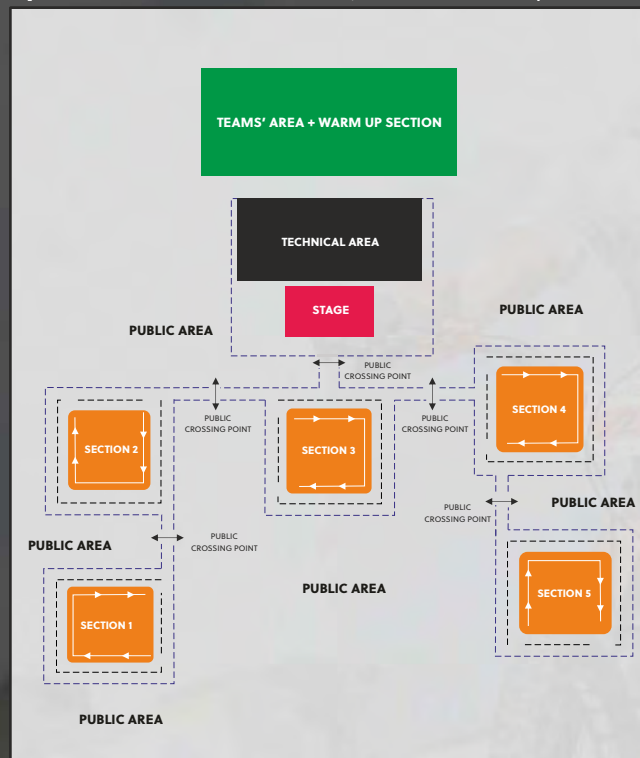 TEAMS' AREA + WARM UP SECTION
TECHNICAL AREA
STAGE
PUBLIC AREA
PUBLIC AREA
PUBLIC
CROSSING POINT
PUBLIC
CROSSING POINT
PUBLIC
CROSSING POINT
SECTION 4
SECTION 2
SECTION 3
PUBLIC AREA
PUBLIC
CROSSING POINT
PUBLIC AREA
PUBLIC
CROSSING POINT
PUBLIC AREA
SECTION 5
SECTION 1
PUBLIC AREA